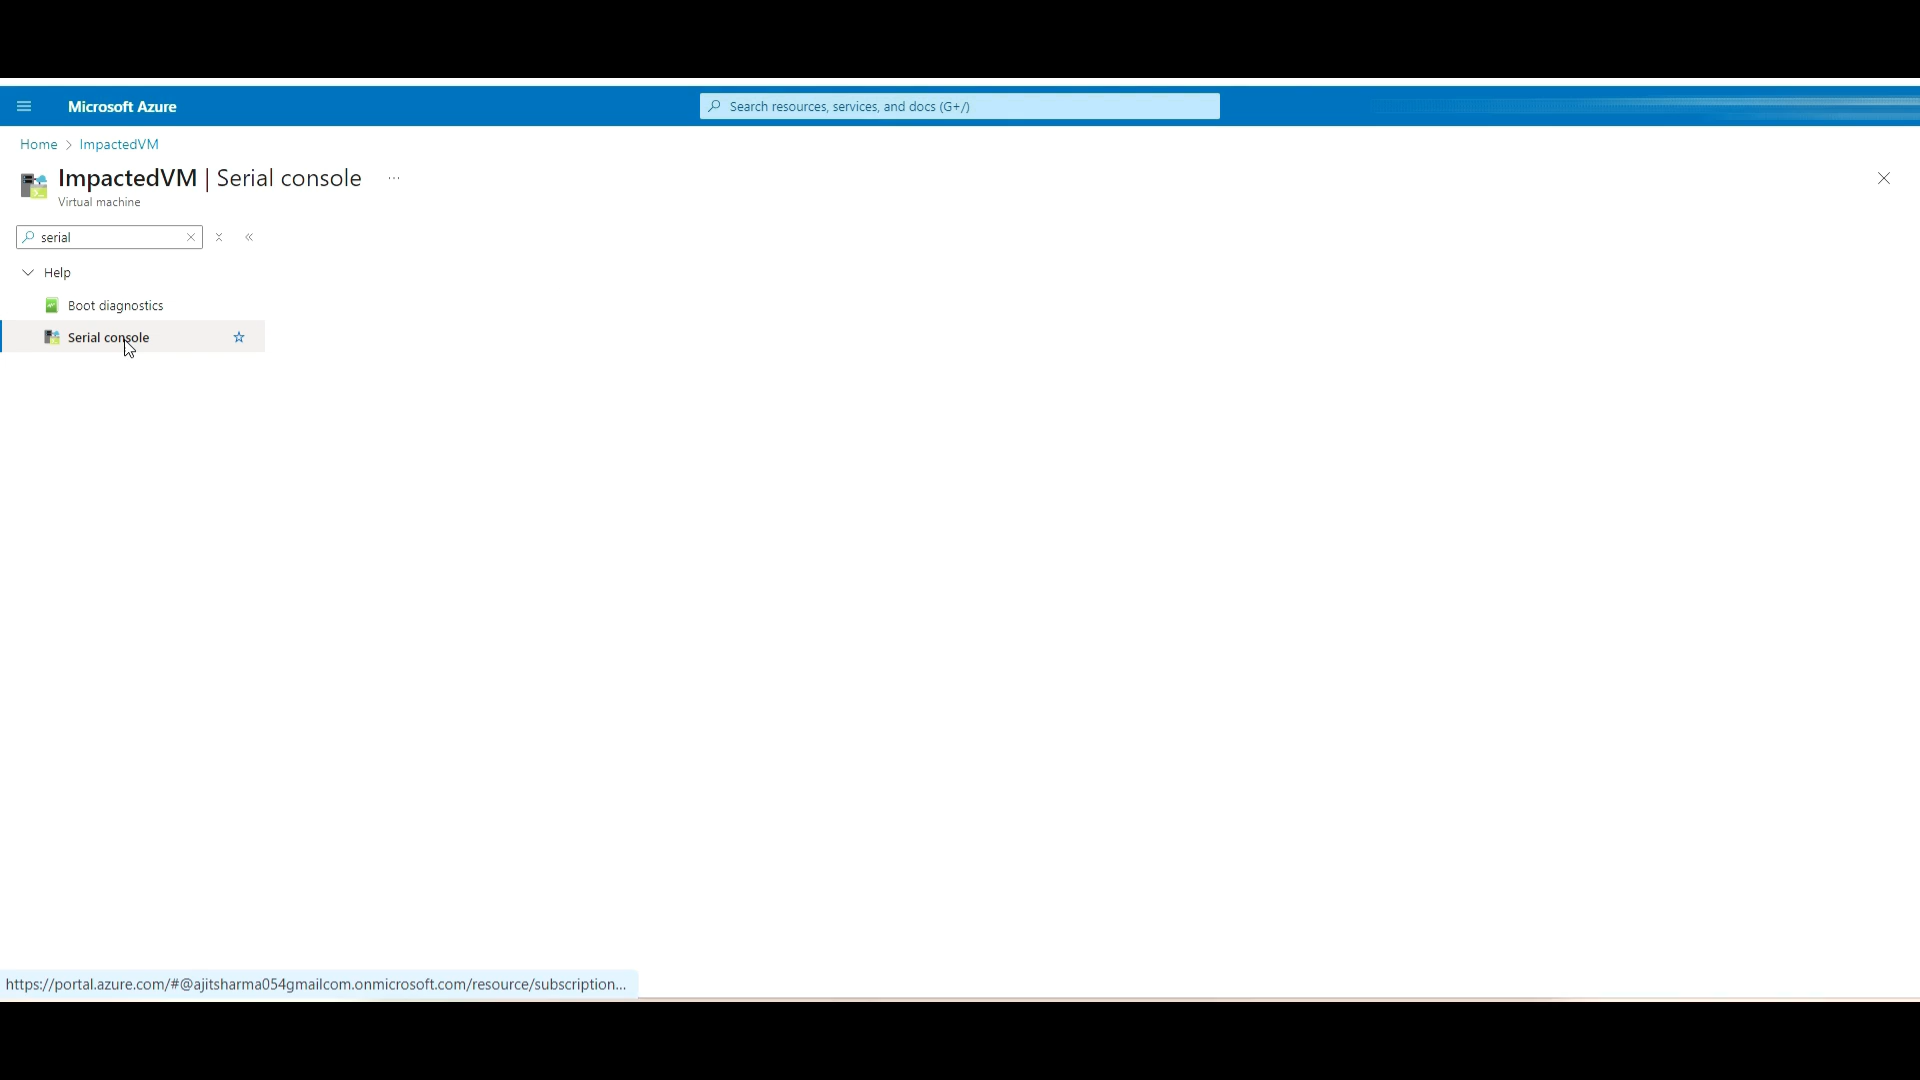 Microsoft Azure
Search resources, services, and docs (G+/)
Home > ImpactedVM
ImpactedVM | Serial console ...
Virtual machine
serial
Help
Boot diagnostics
Serial console
https://portal.azure.com/#@ajitsharma054gmailcom.onmicrosoft.com/resource/subscription...